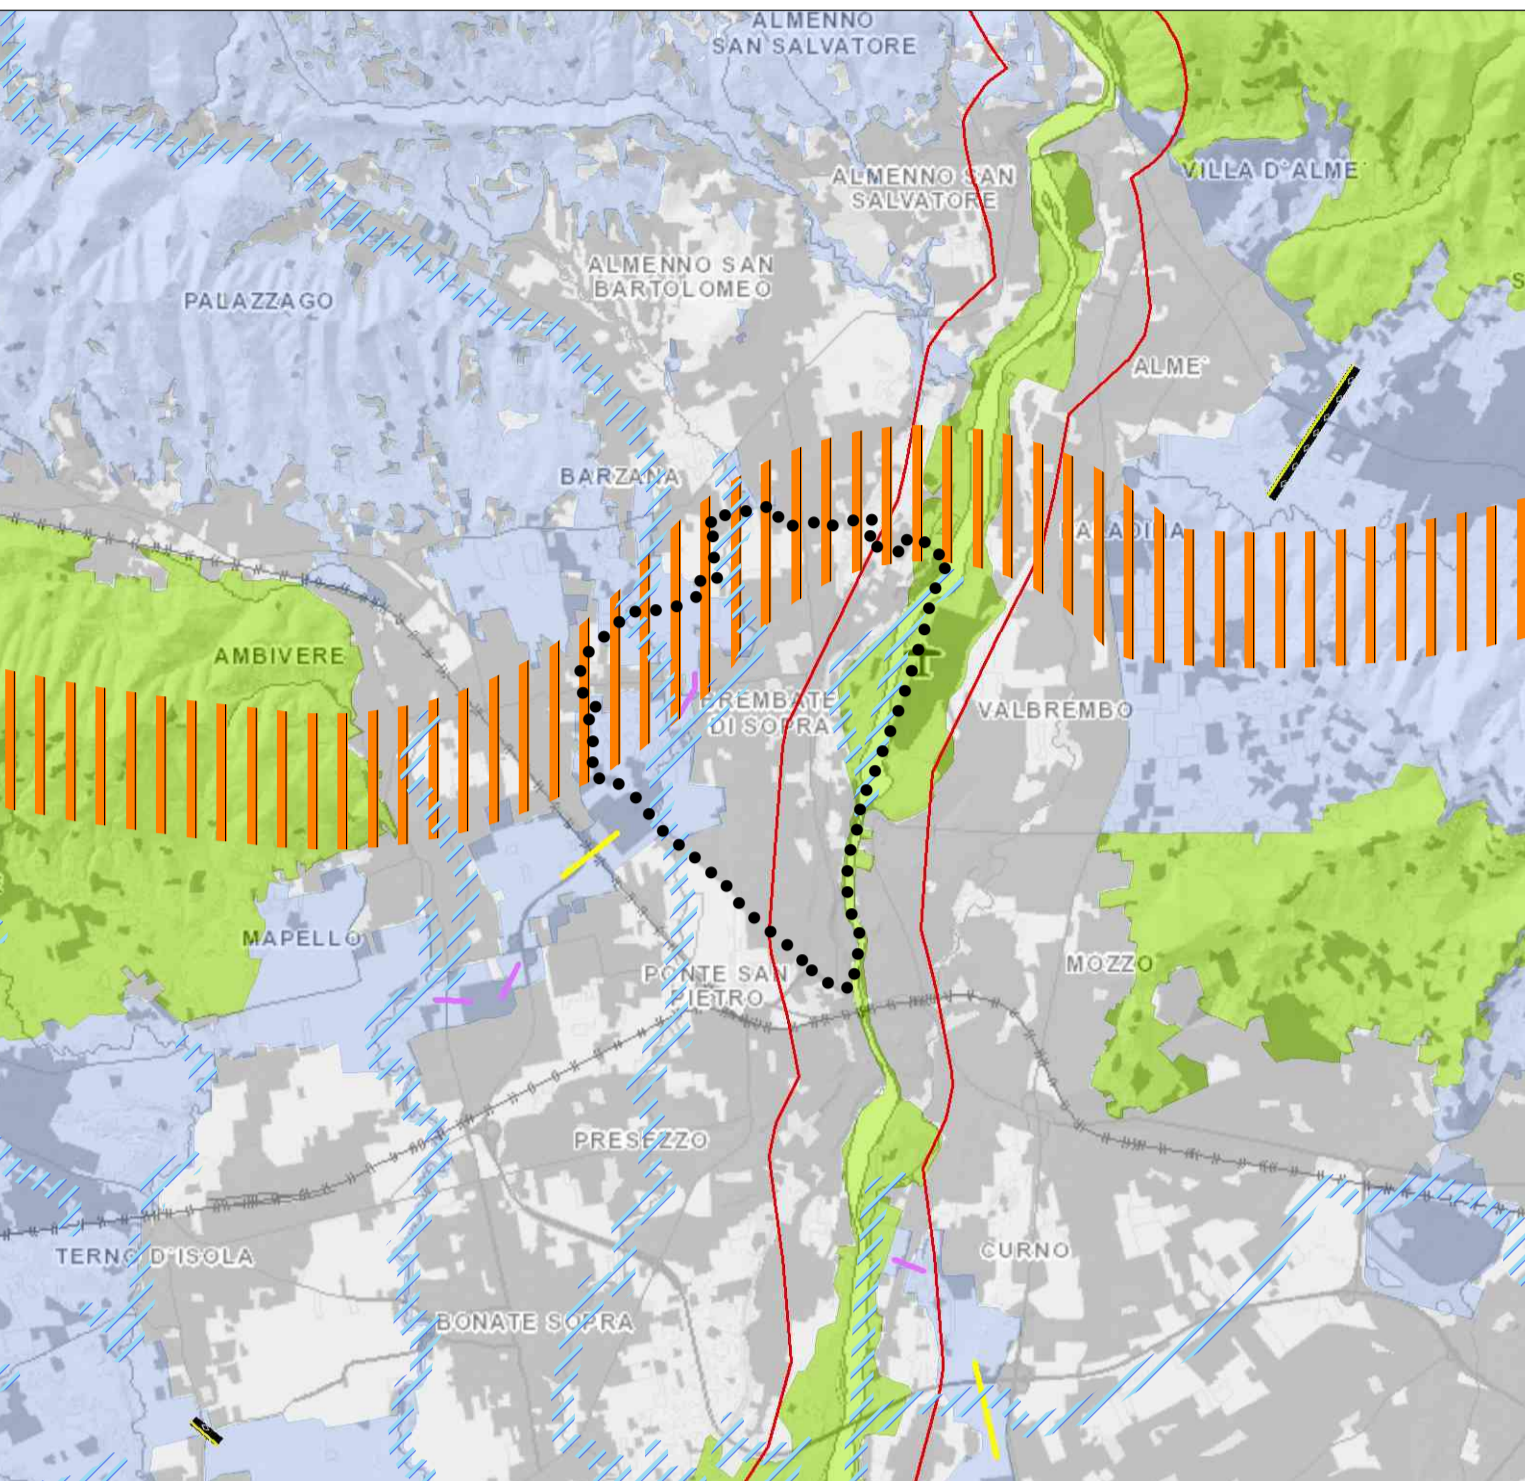 ALMENNO
SAN SALVATORE
ALMENNO SAN
SALVATORE
VILLA D'ALME'
ALMENNO SAN
BARTOLOMEO
PALAZZAGO
S
ALME'
BARZANA
PALADINA
AMBIVERE
BREMBATE
DI SOPRA
VALBREMBO
MAPELLO
PONTE SAN
PIETRO
MOZZO
PRESEZZO
TERNO D'ISOLA
CURNO
BONATE SOPRA